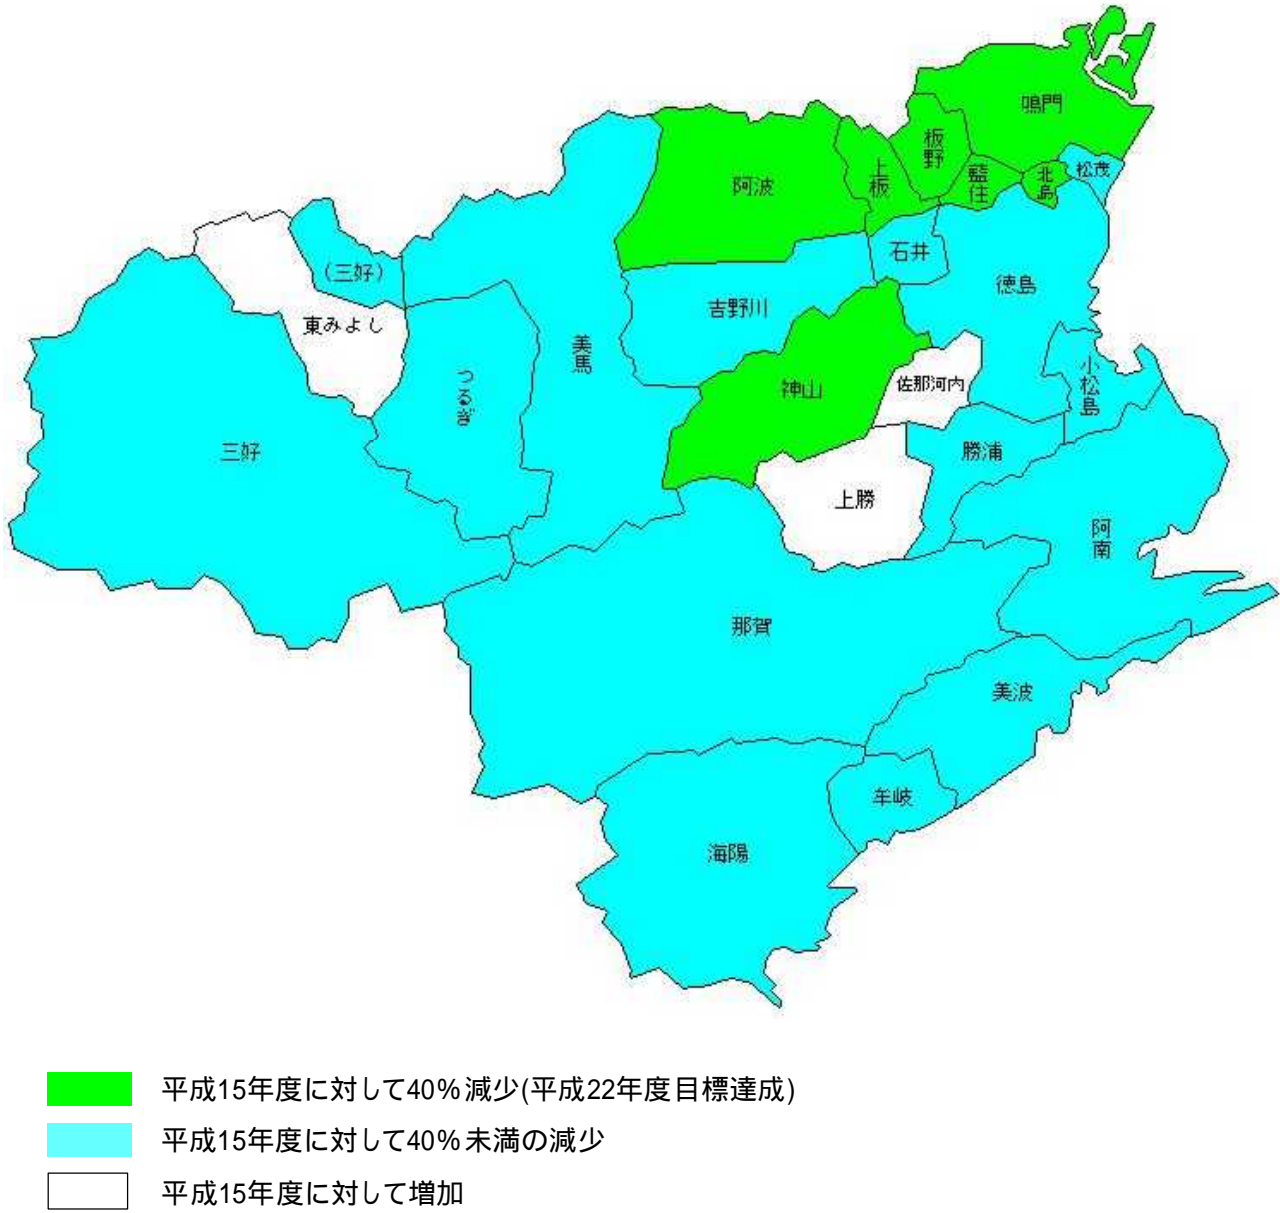 鳴門
板野
松茂
上板
藍住
北島
阿波
石井
(三好)
徳島
吉野川
東みよし
美馬
小松島
つるぎ
神山
佐那河内
三好
勝浦
上勝
阿南
那賀
美波
牟岐
海陽
平成15年度に対して40%減少(平成22年度目標達成)
平成15年度に対して40%未満の減少
平成15年度に対して増加